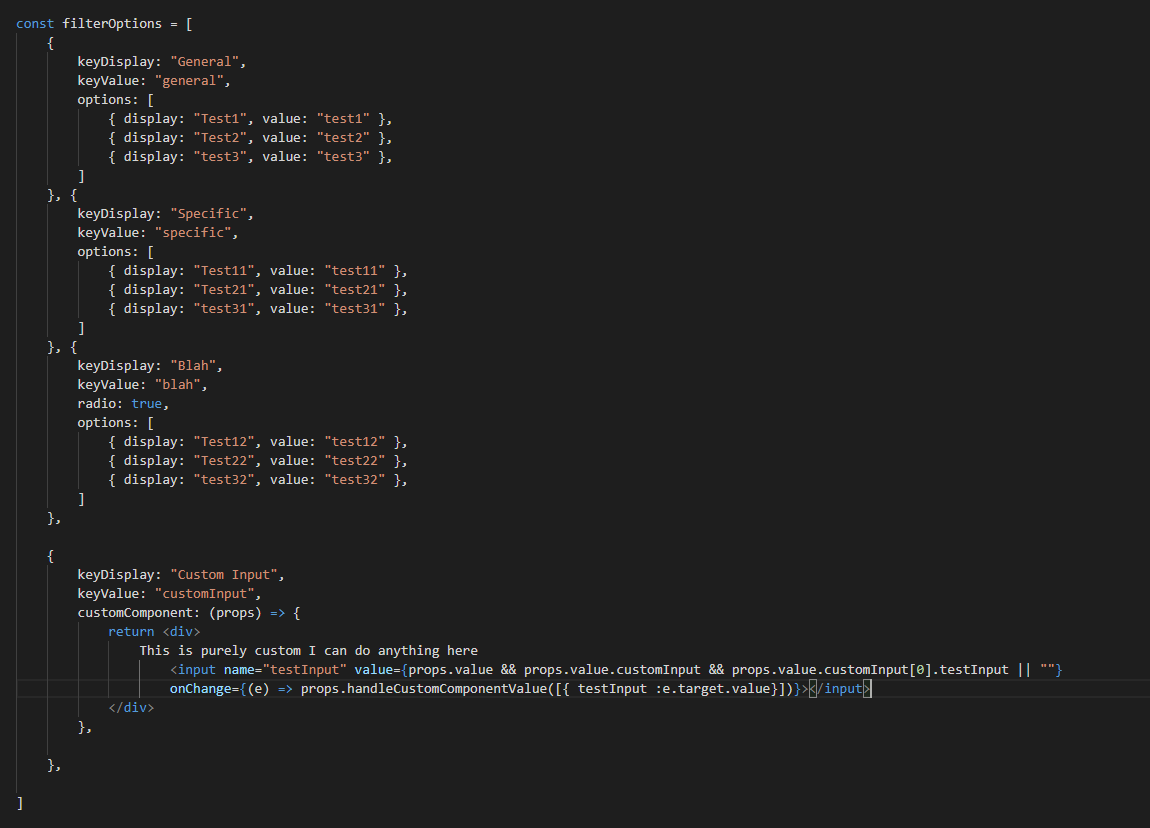 const filterOptions = [
{
keyDisplay: "General",
keyValue: "general",
options: [
{ display: "Test1", value: "test1" },
{ display: "Test2", value: "test2" },
{ display: "test3", value: "test3" },
]
}, {
keyDisplay: "Specific",
keyValue: "specific",
options: [
{ display: "Test11", value: "test11" },
{ display: "Test21", value: "test21" },
{ display: "test31", value: "test31" },
]
}, {
keyDisplay: "Blah",
keyValue: "blah",
radio: true,
options: [
{ display: "Test12", value: "test12" },
{ display: "Test22", value: "test22" },
{ display: "test32", value: "test32" },
]
},
{
keyDisplay: "Custom Input",
keyValue: "customInput",
customComponent: (props) => {
return <div>
This is purely custom I can do anything here
<input name="testInput" value={props.value && props.value.customInput && props.value.customInput[0].testInput || ""}
onChange={(e) => props.handleCustomComponentValue([{ testInput :e.target.value}])}></input>
</div>
},
},
]